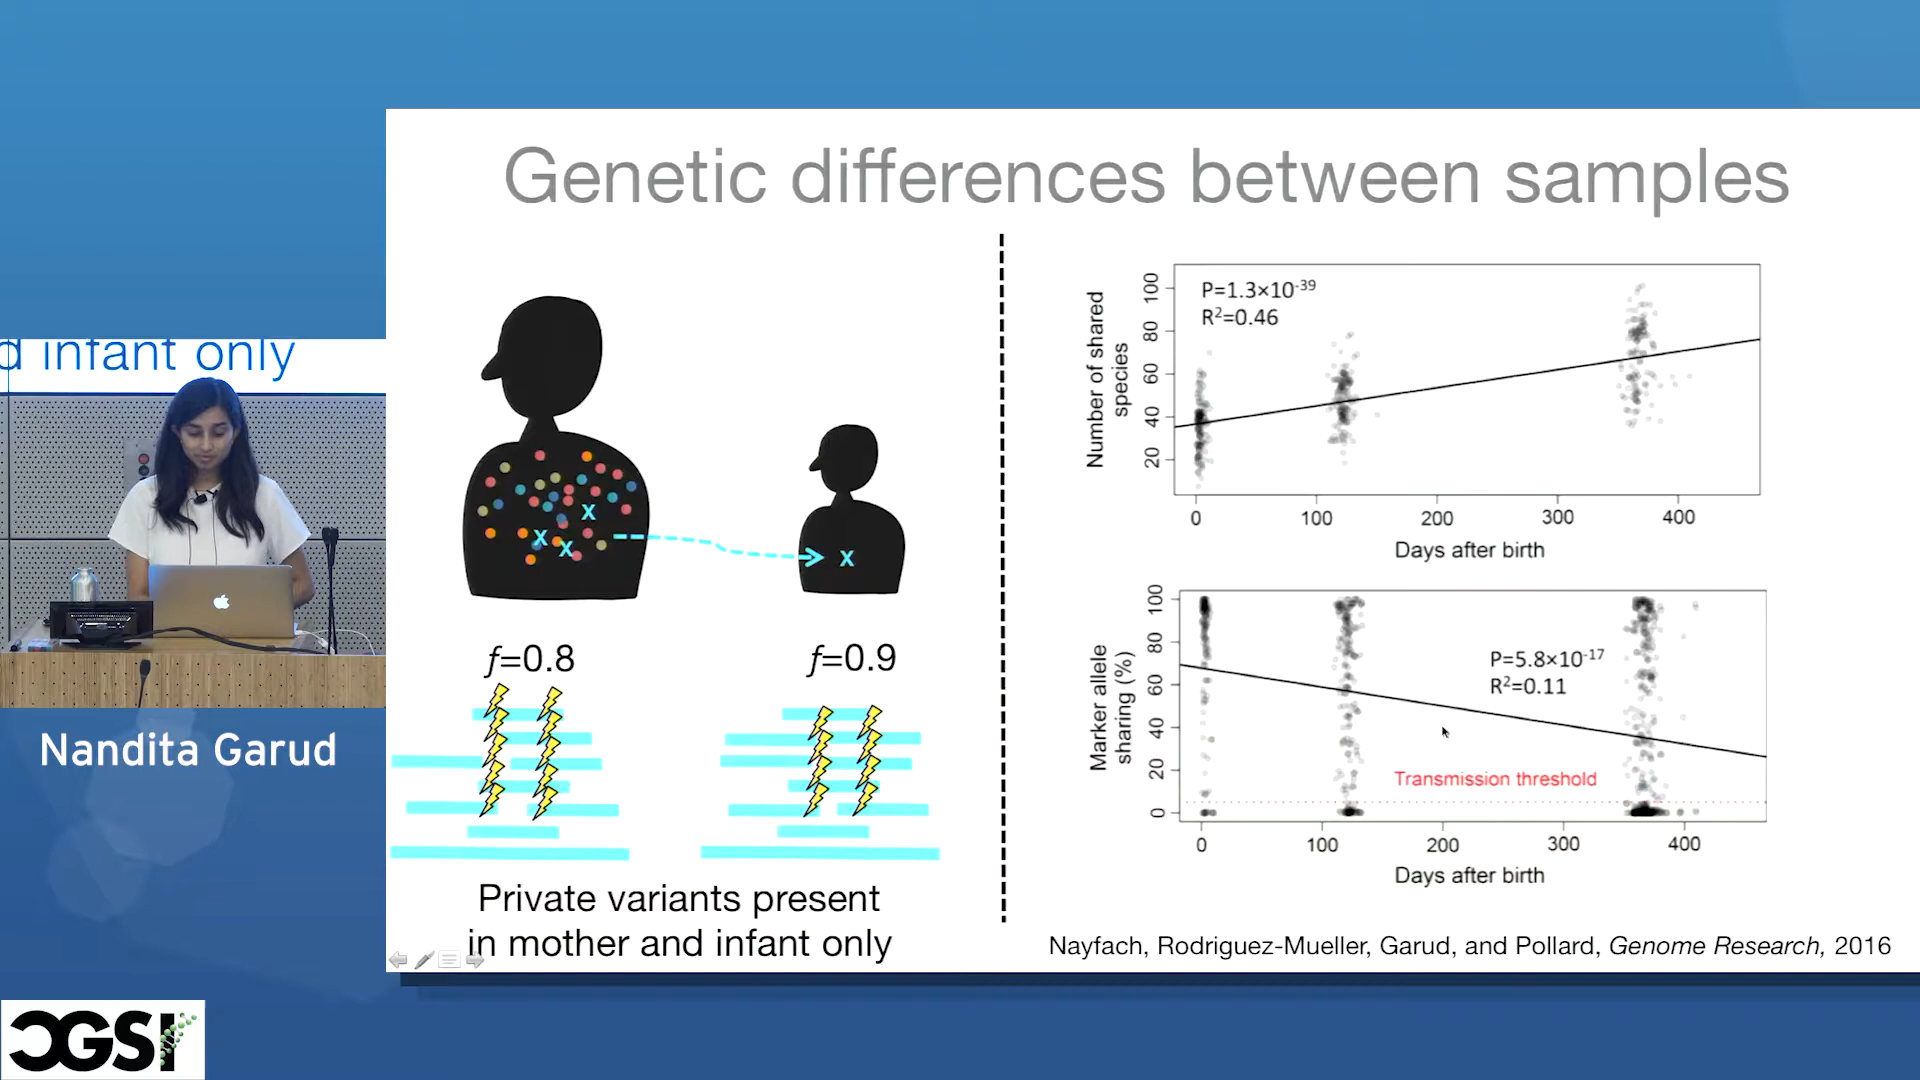 Genetic differences between samples
d infant only
Nandita Garud
CGSI
x
x
x
x
f=0.8
f=0.9
Private variants present
in mother and infant only
Number of shared
species
20
40
60
80
100
P=1.3×10-39
R2=0.46
0
100
200
300
400
Days after birth
Marker allele
sharing (%)
0
20
40
60
80
100
P=5.8×10-17
R2=0.11
Transmission threshold
0
100
200
300
400
Days after birth
Nayfach, Rodriguez-Mueller, Garud, and Pollard, Genome Research, 2016